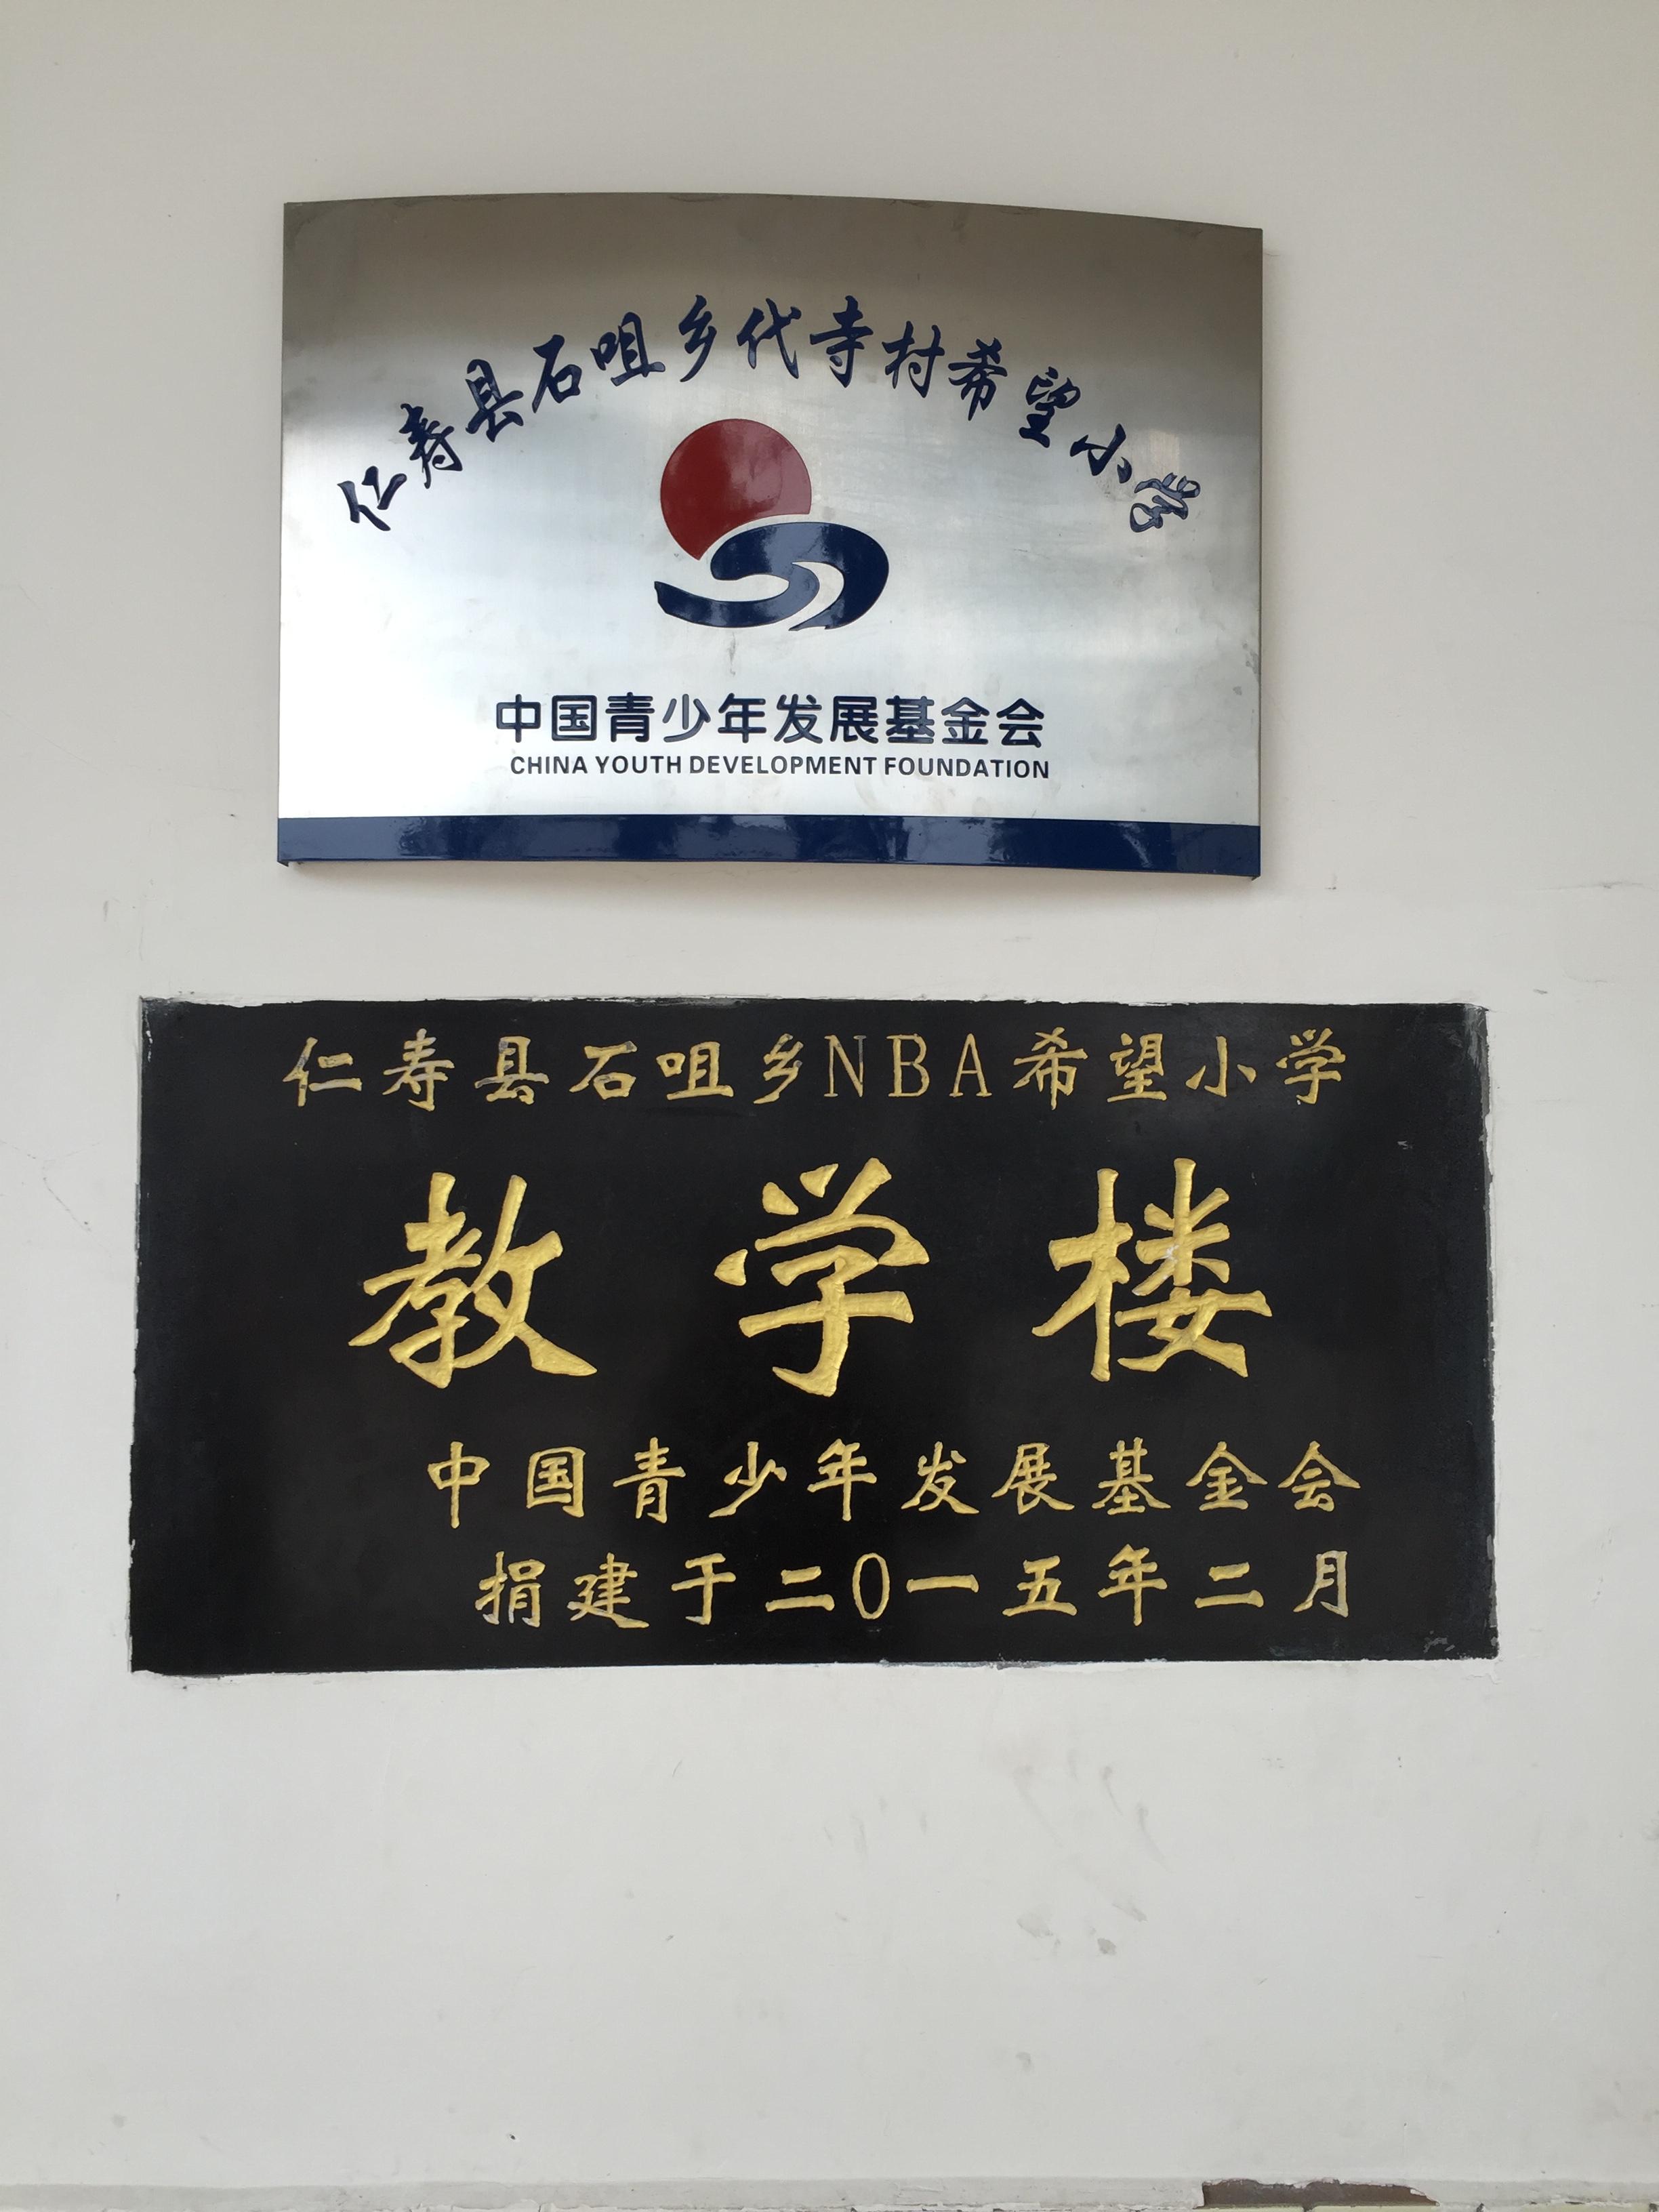 仁寿县石咀乡代寺村希望小学
中国青少年发展基金会
CHINA YOUTH DEVELOPMENT FOUNDATION
仁寿县石咀乡NBA希望小学
教学楼
中国青少年发展基金会
捐建于二0一五年二月